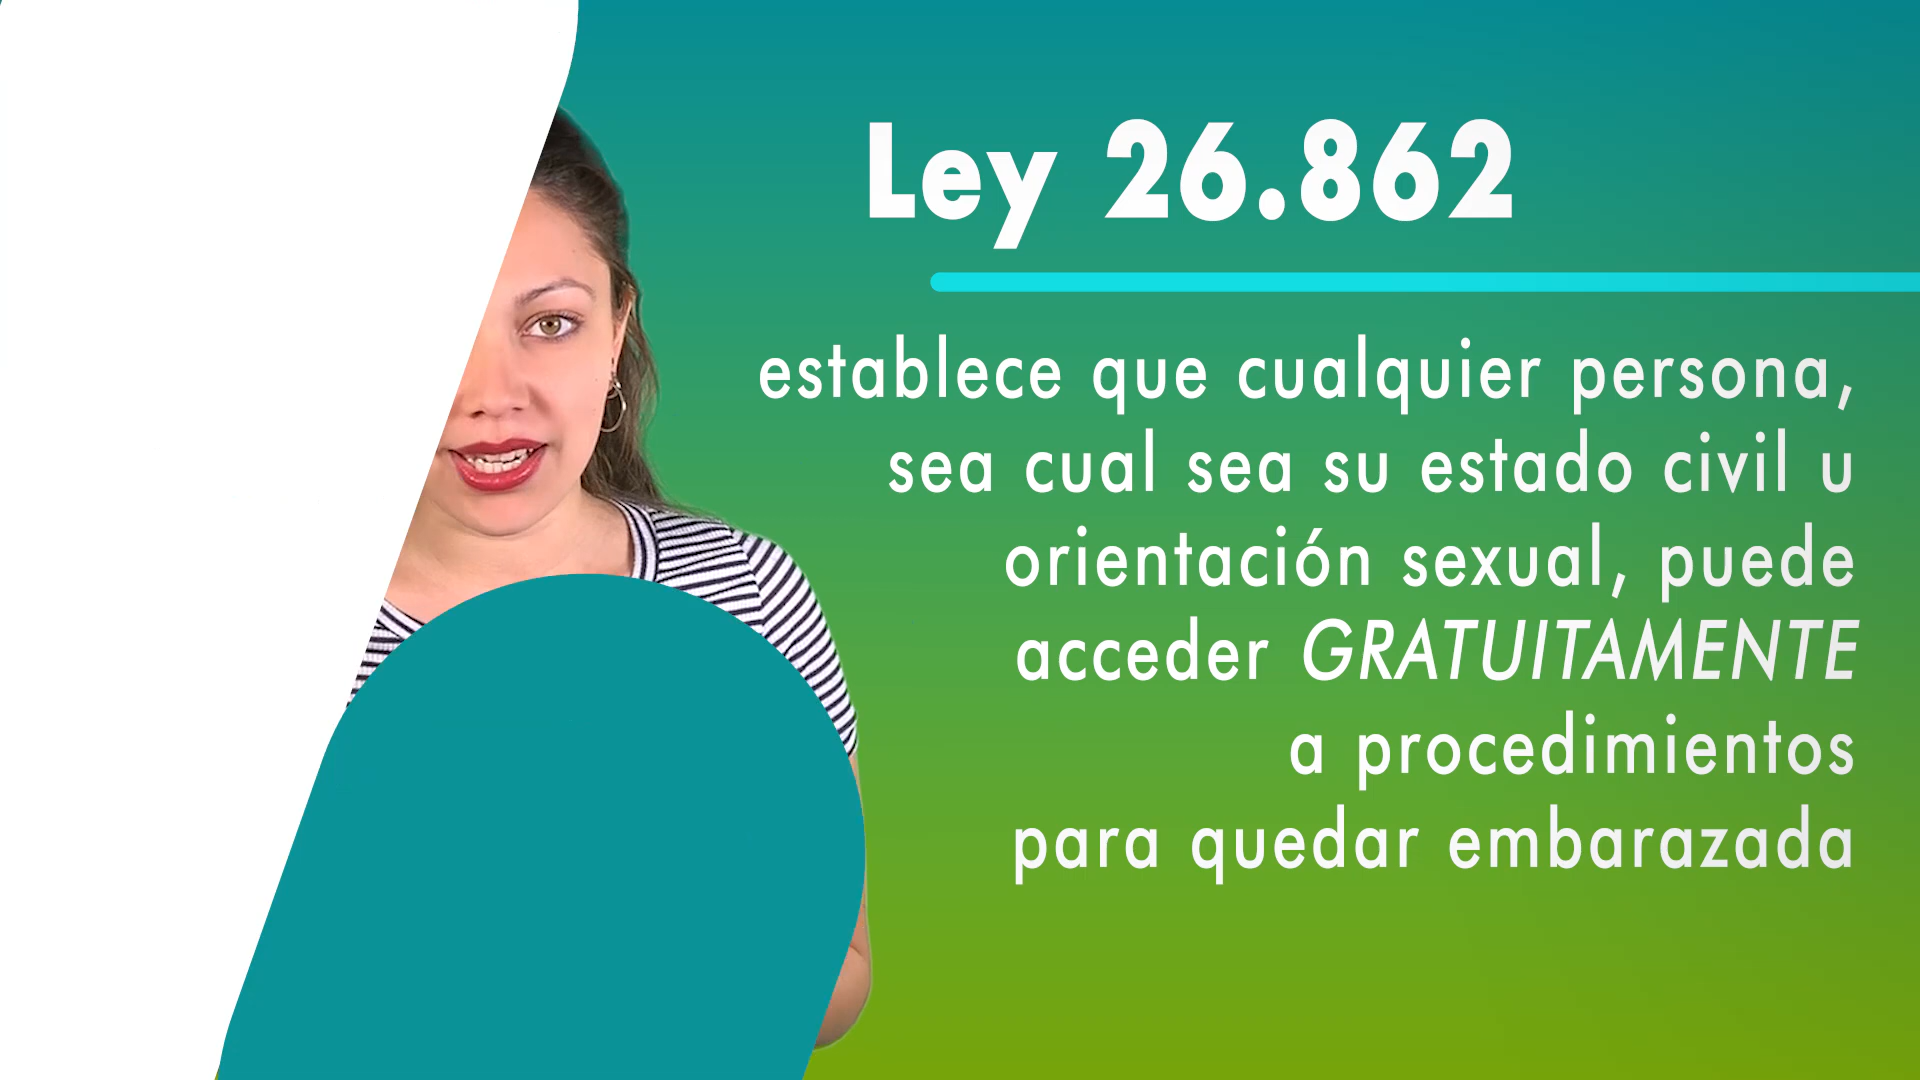 Ley 26.862
establece que cualquier persona,
sea cual sea su estado civil u
orientación sexual, puede
acceder GRATUITAMENTE
a procedimientos
para quedar embarazada